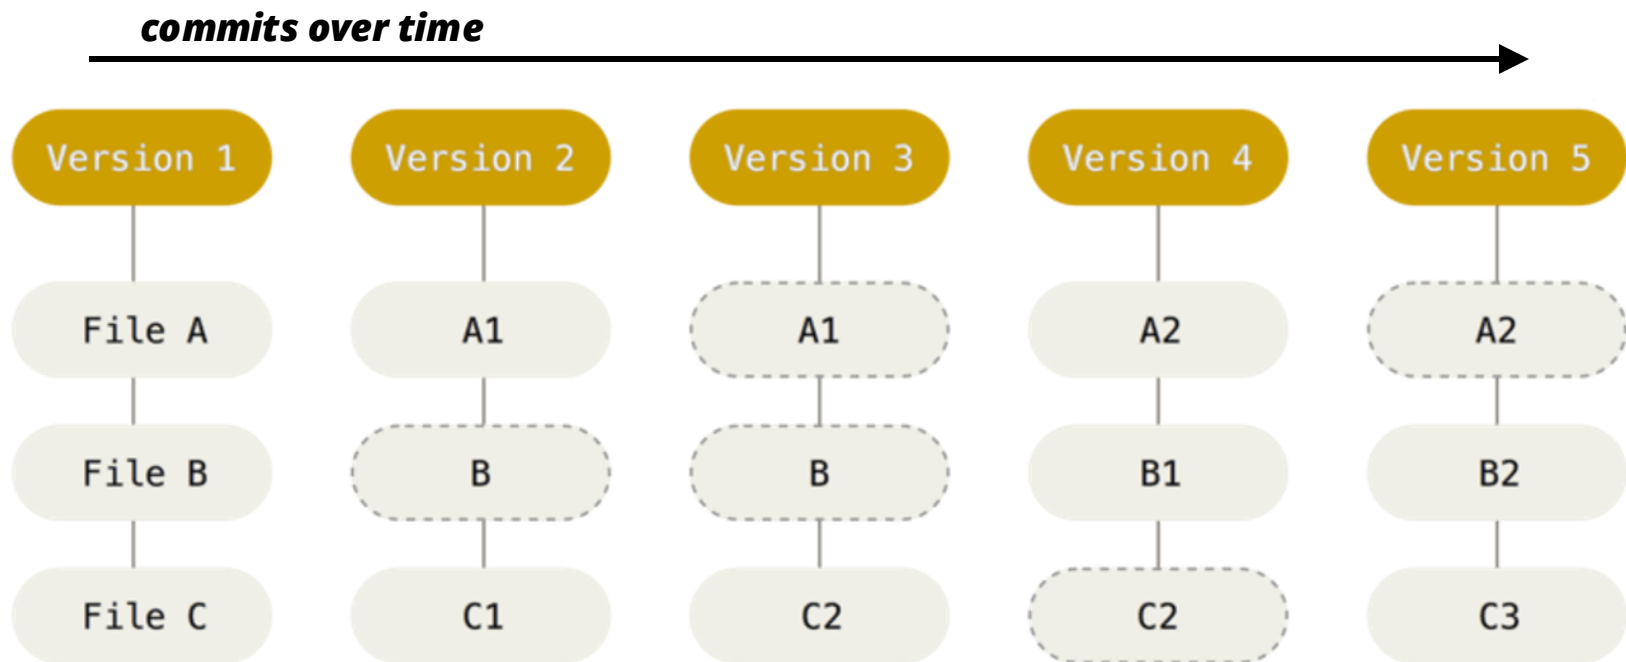 commits over time
Version 1 Version 2 Version 3 Version 4 Version 5
File A A1 A1 A2 A2
File B B B B1 B2
File C C1 C2 C2 C3